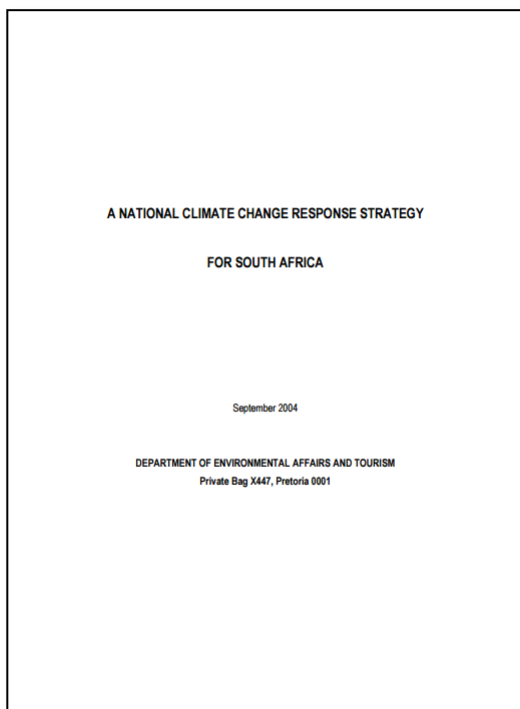 A NATIONAL CLIMATE CHANGE RESPONSE STRATEGY
FOR SOUTH AFRICA
September 2004
DEPARTMENT OF ENVIRONMENTAL AFFAIRS AND TOURISM
Private Bag X447, Pretoria 0001